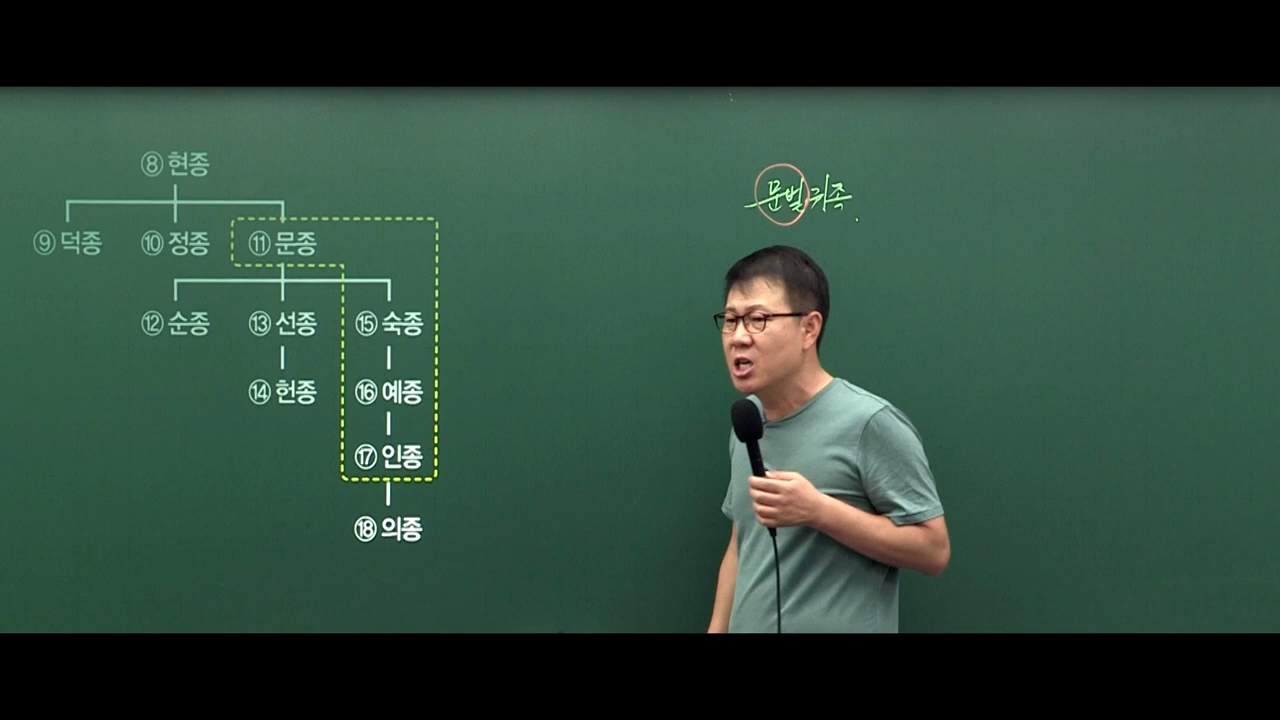 ⑧ 현종
⑨ 덕종 ⑩ 정종 ⑪ 문종
⑫ 순종 ⑬ 선종 ⑮ 숙종
⑭ 헌종 ⑯ 예종
⑰ 인종
⑱ 의종
문벌귀족.